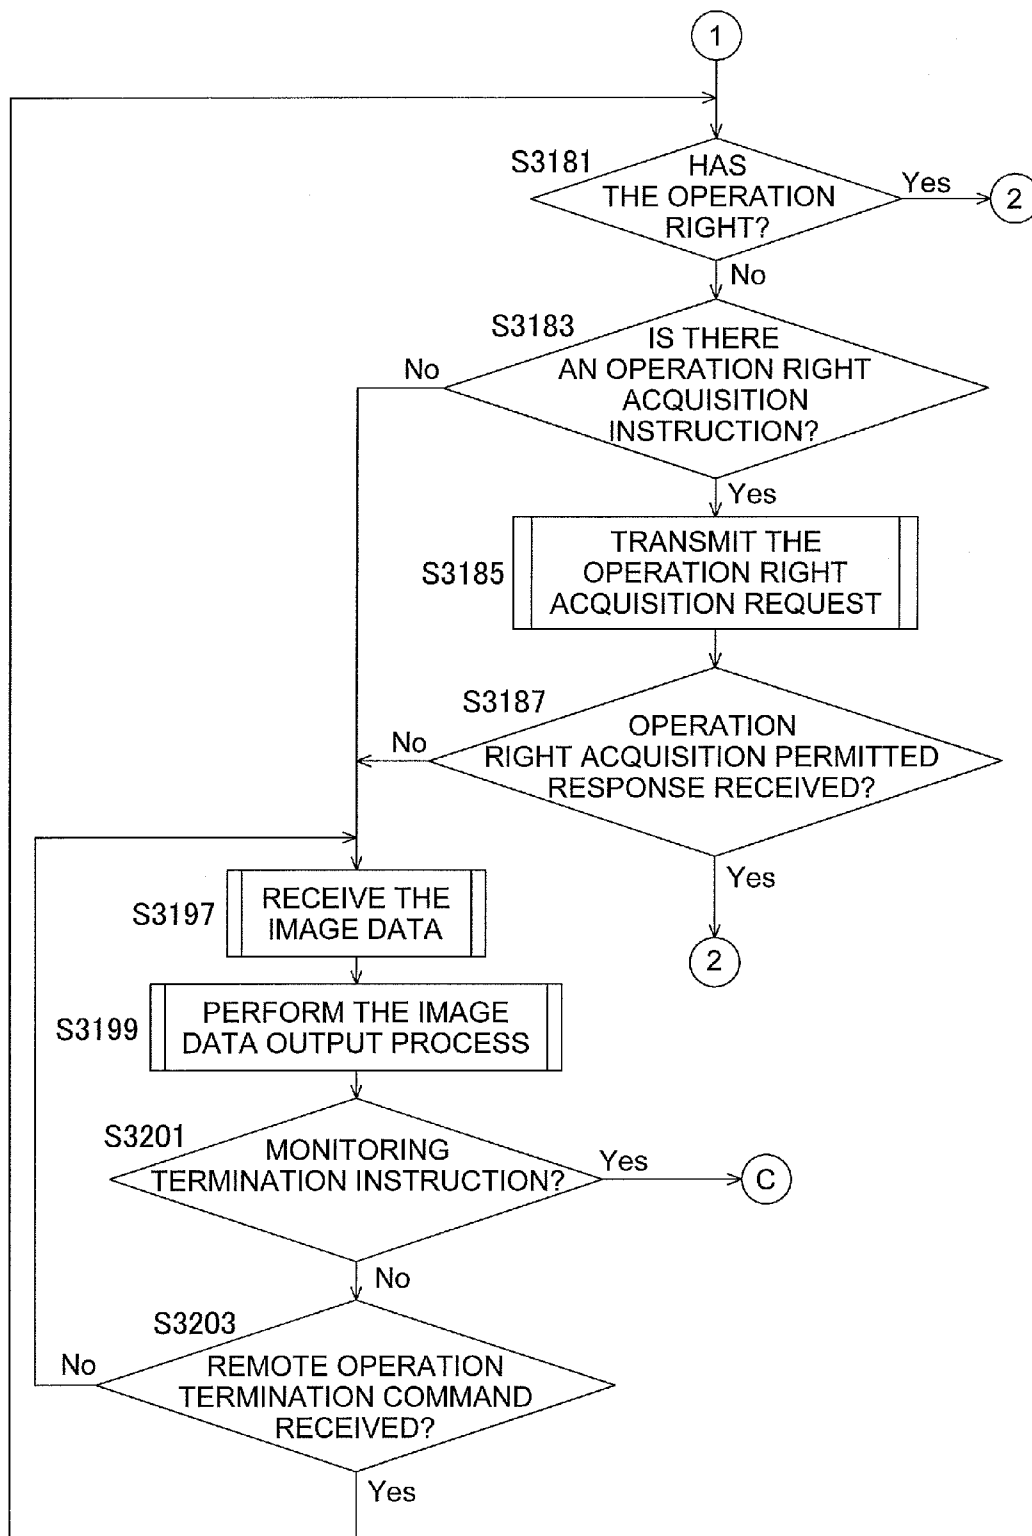 1
S3181
HAS
THE OPERATION
RIGHT?
Yes
2
No
S3183
IS THERE
AN OPERATION RIGHT
ACQUISITION
INSTRUCTION?
No
Yes
S3185
TRANSMIT THE
OPERATION RIGHT
ACQUISITION REQUEST
S3187
OPERATION
RIGHT ACQUISITION PERMITTED
RESPONSE RECEIVED?
No
Yes
2
S3197
RECEIVE THE
IMAGE DATA
S3199
PERFORM THE IMAGE
DATA OUTPUT PROCESS
S3201
MONITORING
TERMINATION INSTRUCTION?
Yes
C
No
S3203
REMOTE OPERATION
TERMINATION COMMAND
RECEIVED?
No
Yes